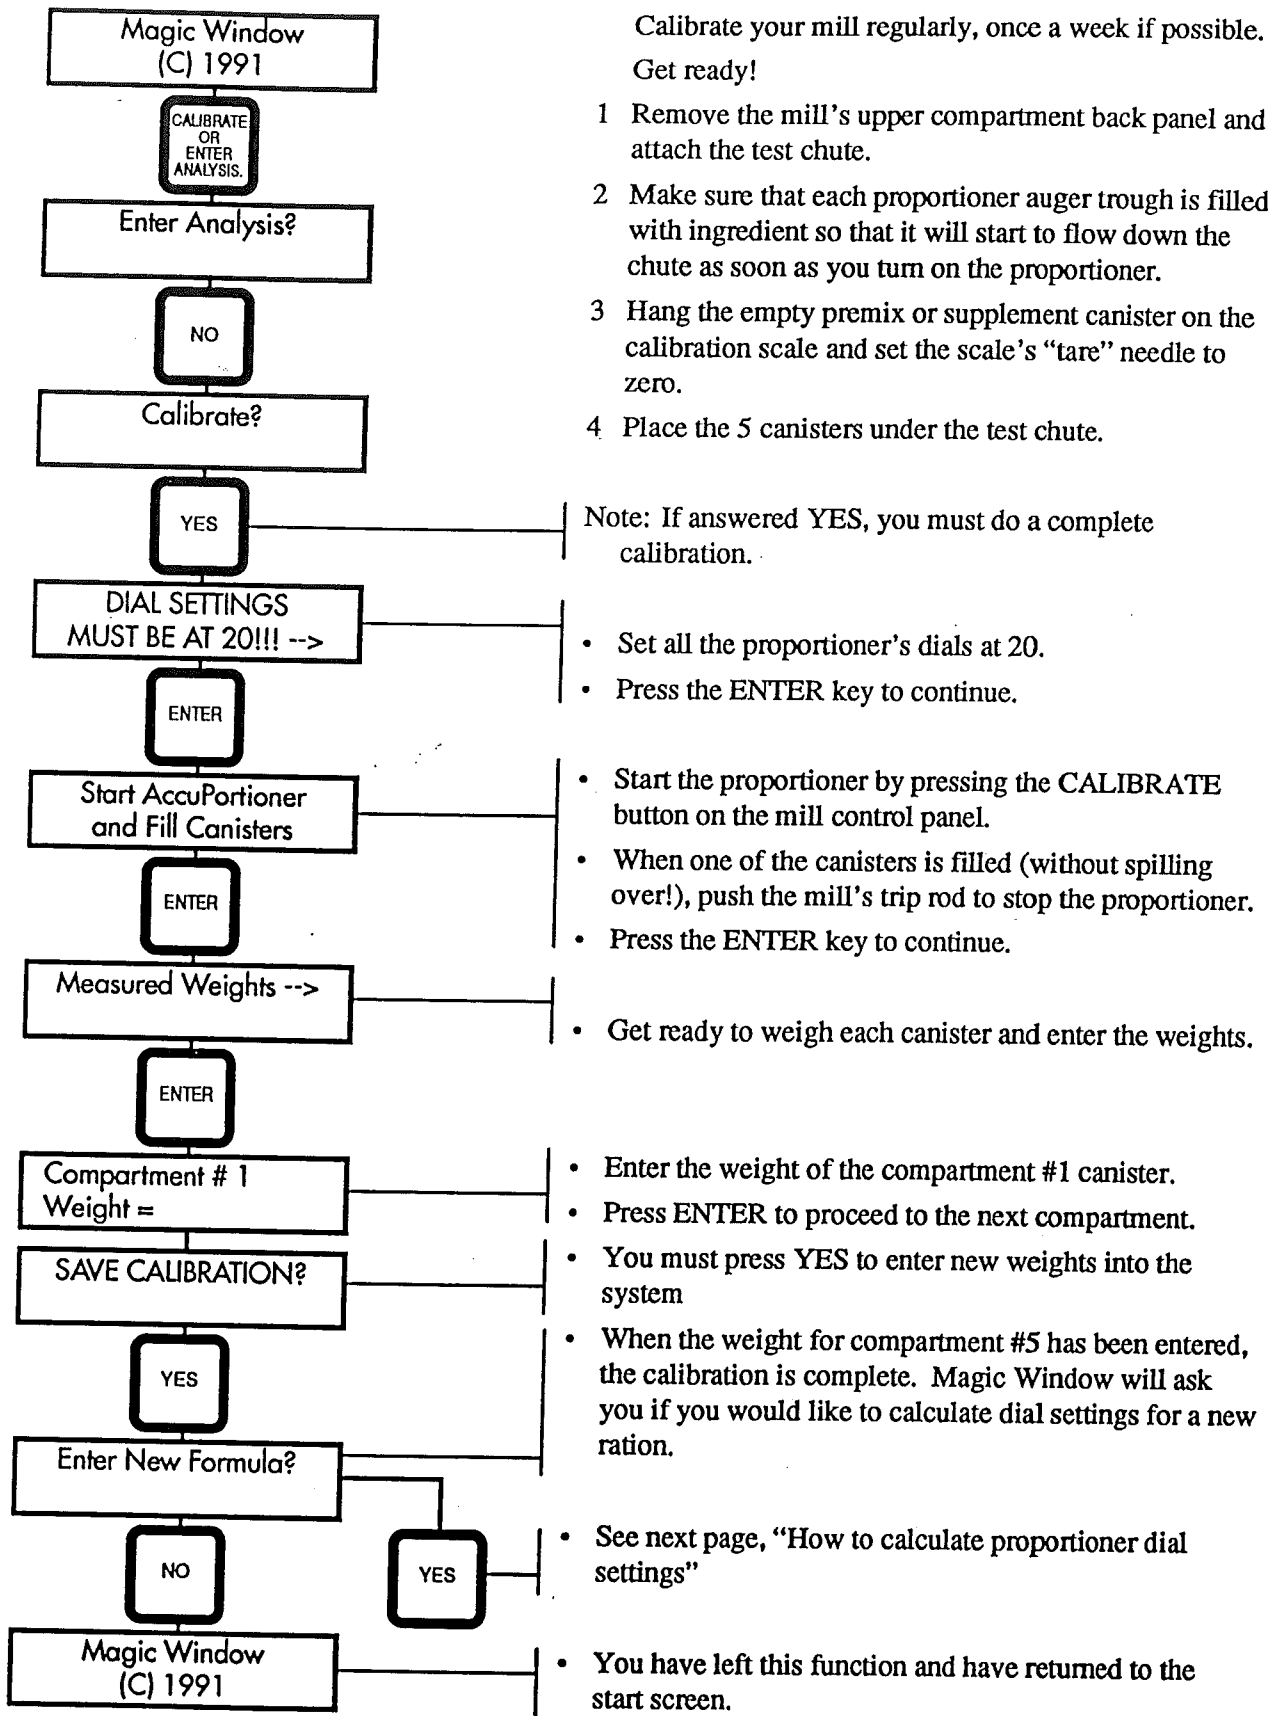 Magic Window
(C) 1991
Calibrate your mill regularly, once a week if possible.
Get ready!
CALIBRATE
OR
ENTER
ANALYSIS.
1 Remove the mill's upper compartment back panel and
attach the test chute.
Enter Analysis?
2 Make sure that each proportioner auger trough is filled
with ingredient so that it will start to flow down the
chute as soon as you turn on the proportioner.
NO
3 Hang the empty premix or supplement canister on the
calibration scale and set the scale's “tare” needle to
zero.
Calibrate?
4 Place the 5 canisters under the test chute.
YES
Note: If answered YES, you must do a complete
calibration.
DIAL SETTINGS
MUST BE AT 20!!! -->
• Set all the proportioner's dials at 20.
• Press the ENTER key to continue.
ENTER
Start AccuPortioner
and Fill Canisters
• Start the proportioner by pressing the CALIBRATE
button on the mill control panel.
• When one of the canisters is filled (without spilling
over!), push the mill's trip rod to stop the proportioner.
• Press the ENTER key to continue.
ENTER
Measured Weights -->
• Get ready to weigh each canister and enter the weights.
ENTER
Compartment # 1
Weight =
• Enter the weight of the compartment #1 canister.
• Press ENTER to proceed to the next compartment.
SAVE CALIBRATION?
• You must press YES to enter new weights into the
system
YES
• When the weight for compartment #5 has been entered,
the calibration is complete. Magic Window will ask
you if you would like to calculate dial settings for a new
ration.
Enter New Formula?
NO
YES
• See next page, “How to calculate proportioner dial
settings”
Magic Window
(C) 1991
• You have left this function and have returned to the
start screen.